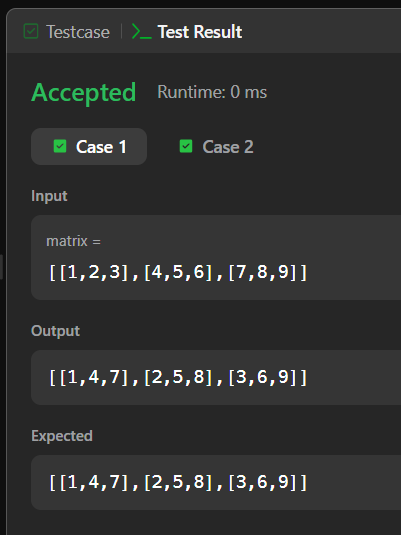 Testcase Test Result
Accepted Runtime: 0 ms
Case 1 Case 2
Input
matrix =
[[1,2,3],[4,5,6],[7,8,9]]
Output
[[1,4,7],[2,5,8],[3,6,9]]
Expected
[[1,4,7],[2,5,8],[3,6,9]]